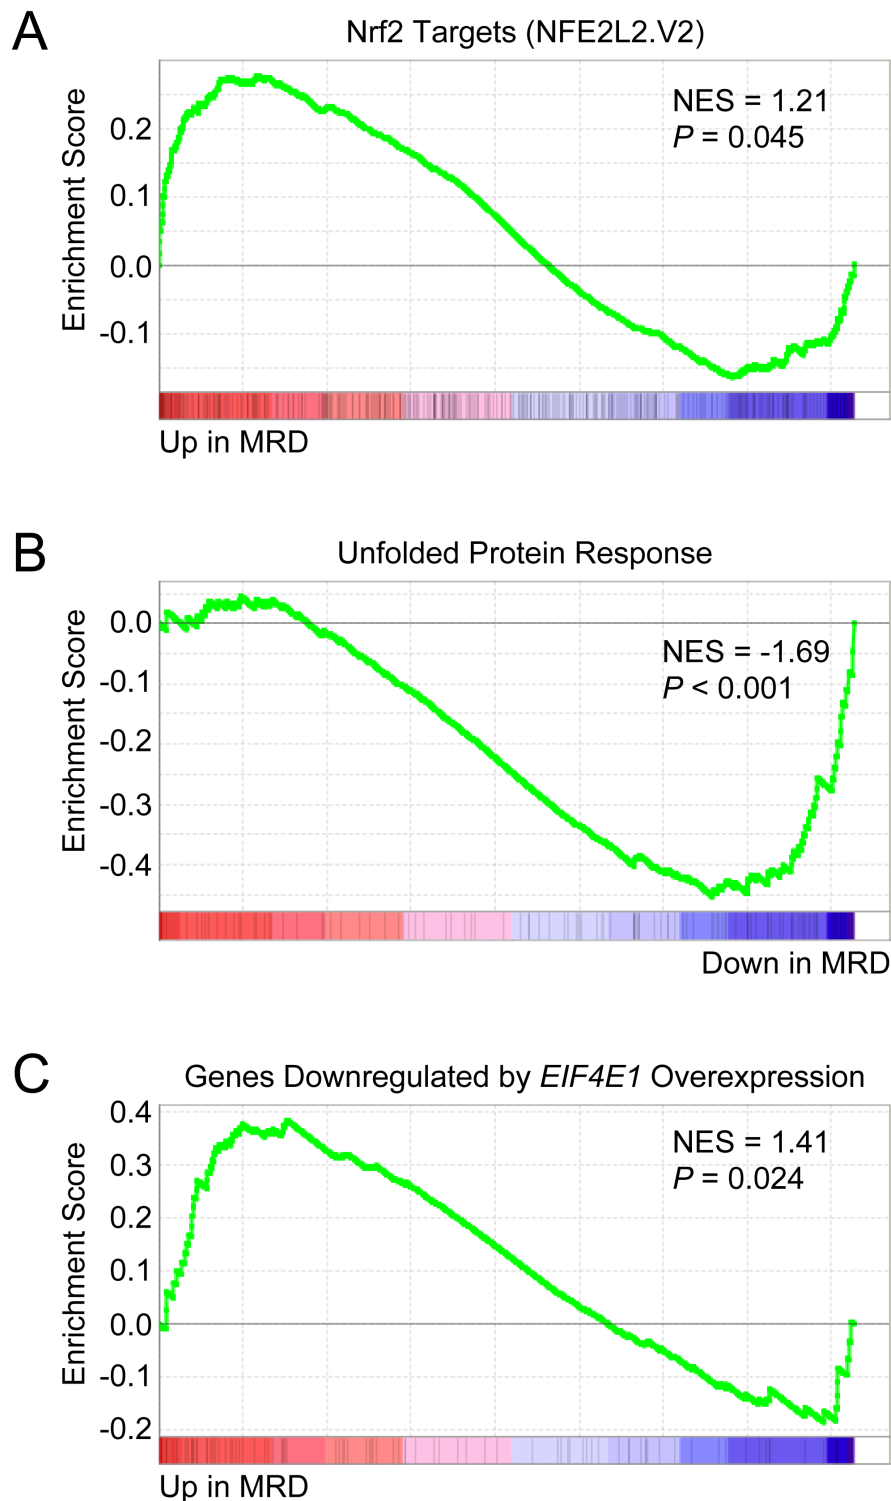 A
Nrf2 Targets (NFE2L2.V2)
Enrichment Score
0.2
0.1
0.0
-0.1
NES = 1.21
P = 0.045
Up in MRD
B
Unfolded Protein Response
Enrichment Score
0.0
-0.1
-0.2
-0.3
-0.4
NES = -1.69
P < 0.001
Down in MRD
C
Genes Downregulated by EIF4E1 Overexpression
Enrichment Score
0.4
0.3
0.2
0.1
0.0
-0.1
-0.2
NES = 1.41
P = 0.024
Up in MRD